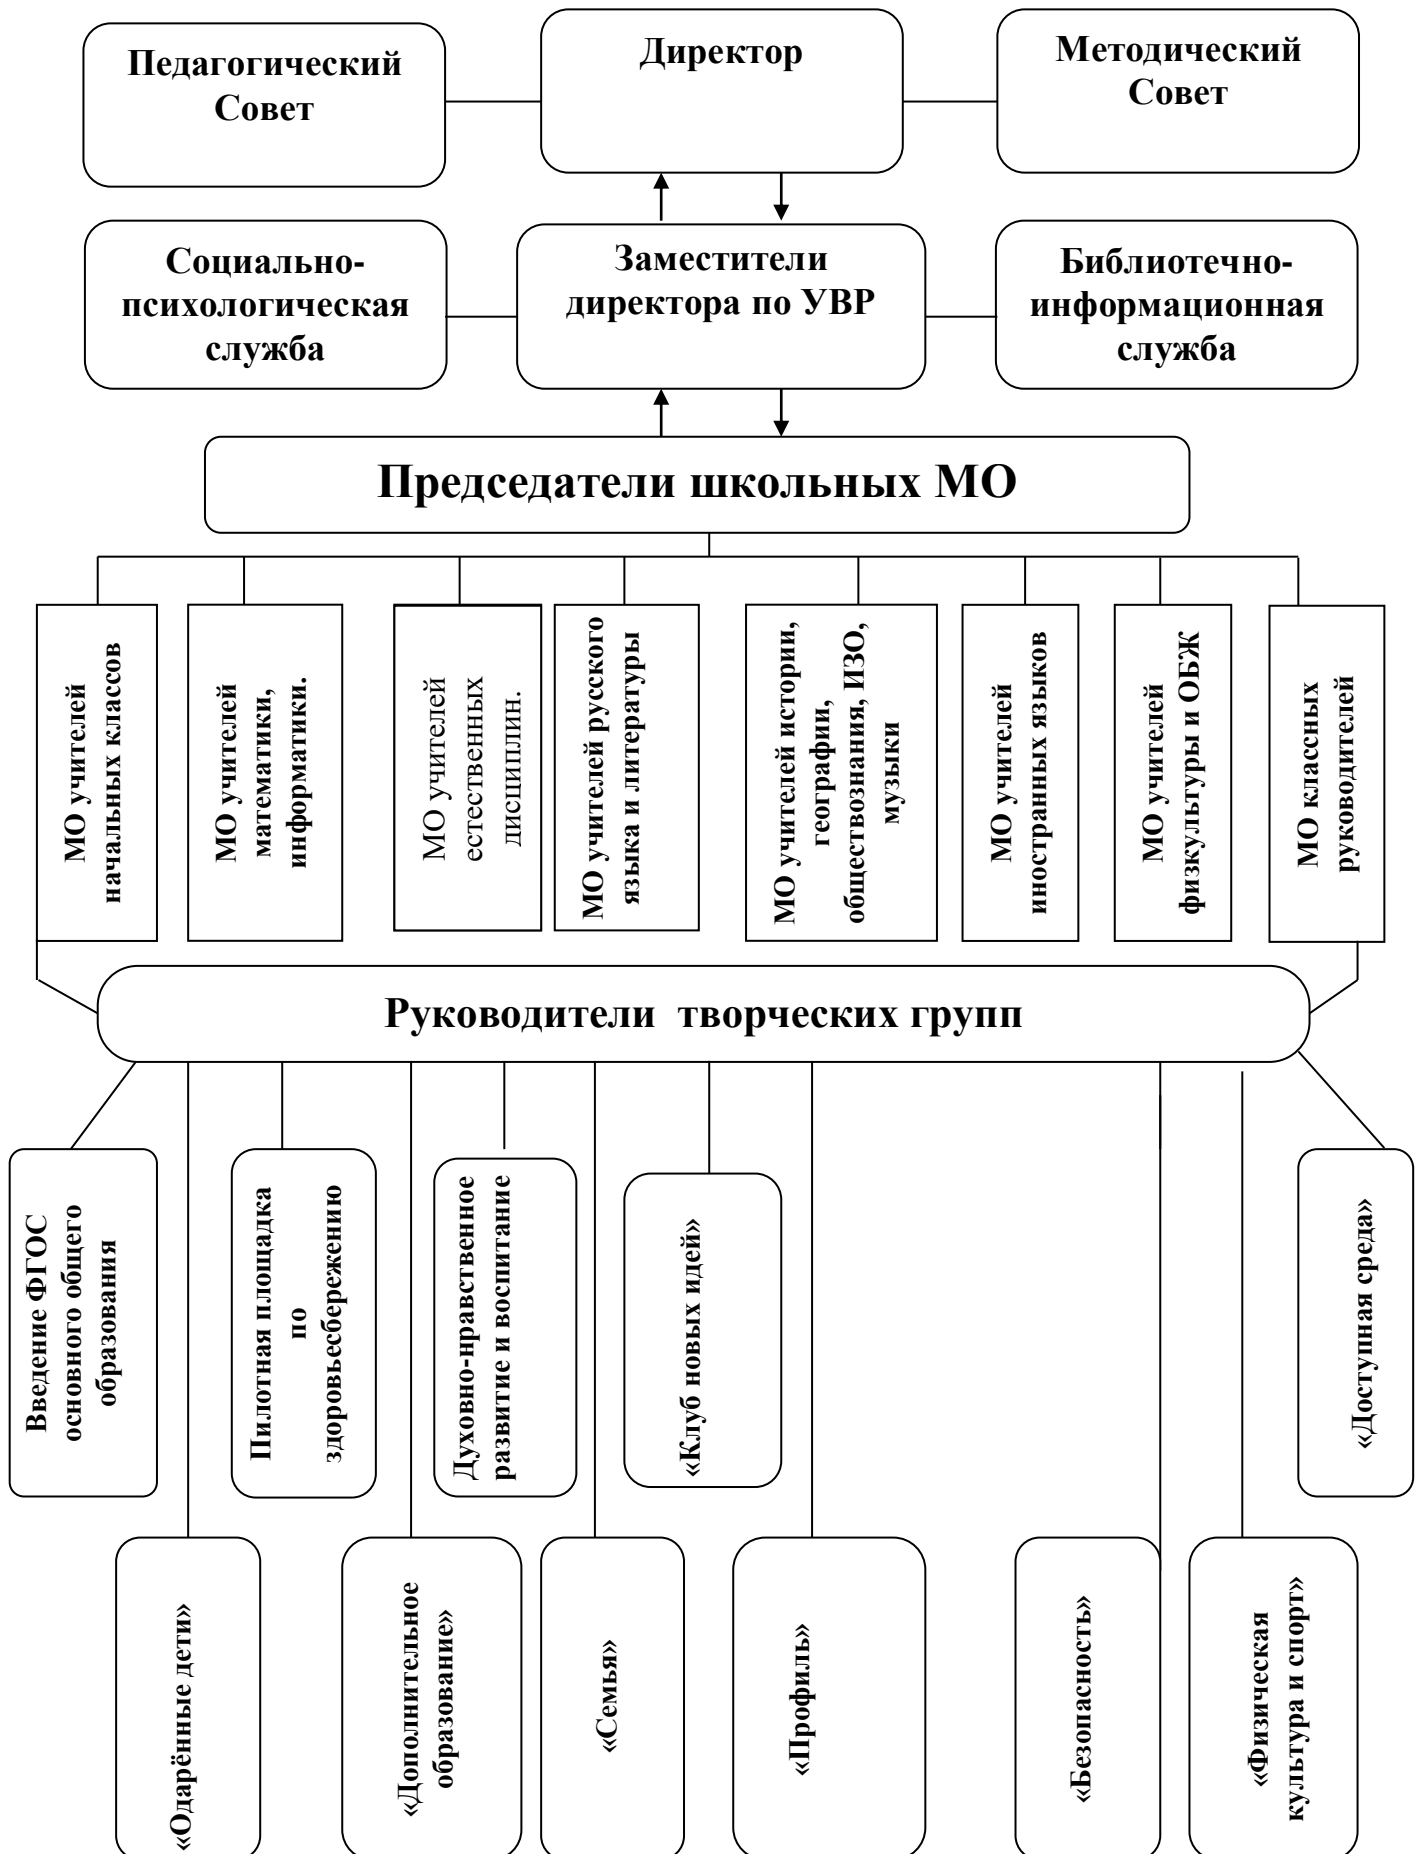 Педагогический
Совет
Директор
Методический
Совет
Социально-
психологическая
служба
Заместители
директора по УВР
Библиотечно-
информационная
служба
Председатели школьных МО
МО учителей
начальных классов
МО учителей
математики,
информатики.
МО учителей
естественных
дисциплин.
МО учителей русского
языка и литературы
МО учителей истории,
географии,
обществознания, ИЗО,
музыки
МО учителей
иностранных языков
МО учителей
физкультуры и ОБЖ
МО классных
руководителей
Руководители творческих групп
Введение ФГОС
основного общего
образования
Пилотная площадка
по
здоровьесбережению
Духовно-нравственное
развитие и воспитание
«Клуб новых идей»
«Доступная среда»
«Одарённые дети»
«Дополнительное
образование»
«Семья»
«Профиль»
«Безопасность»
«Физическая
культура и спорт»